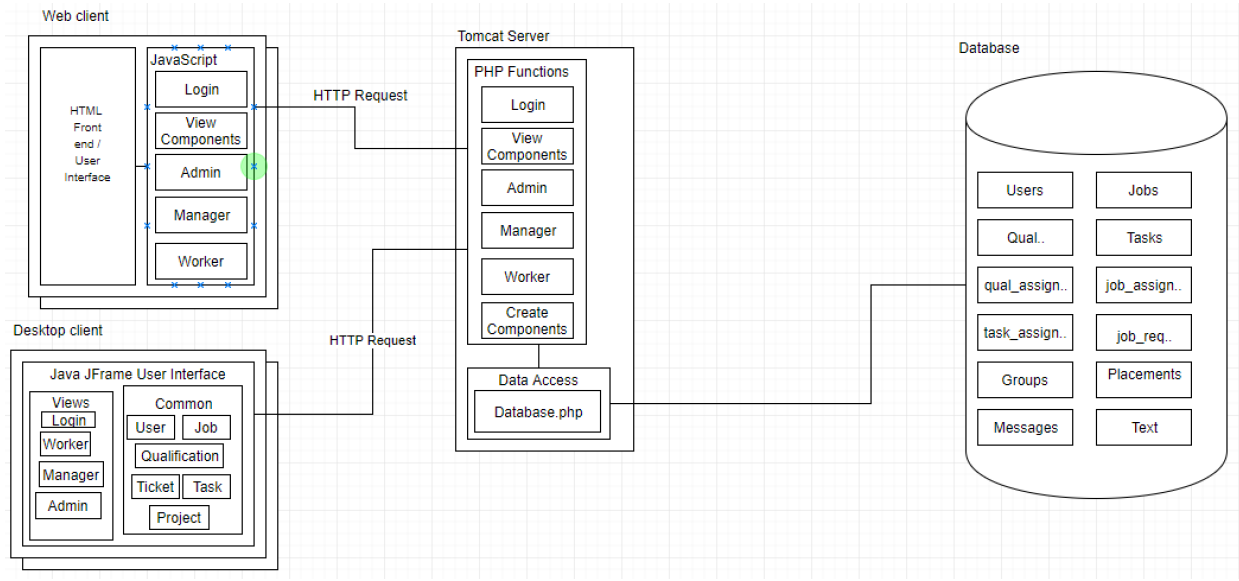 Web client
HTML
Front
end /
User
Interface
JavaScript
Login
View
Components
Admin
Manager
Worker
HTTP Request
Desktop client
Java JFrame User Interface
Views
Login
Worker
Manager
Admin
Common
User
Job
Qualification
Ticket
Task
Project
HTTP Request
Tomcat Server
PHP Functions
Login
View
Components
Admin
Manager
Worker
Create
Components
Data Access
Database.php
Database
Users
Jobs
Qual..
Tasks
qual_assign..
job_assign..
task_assign..
job_req..
Groups
Placements
Messages
Text